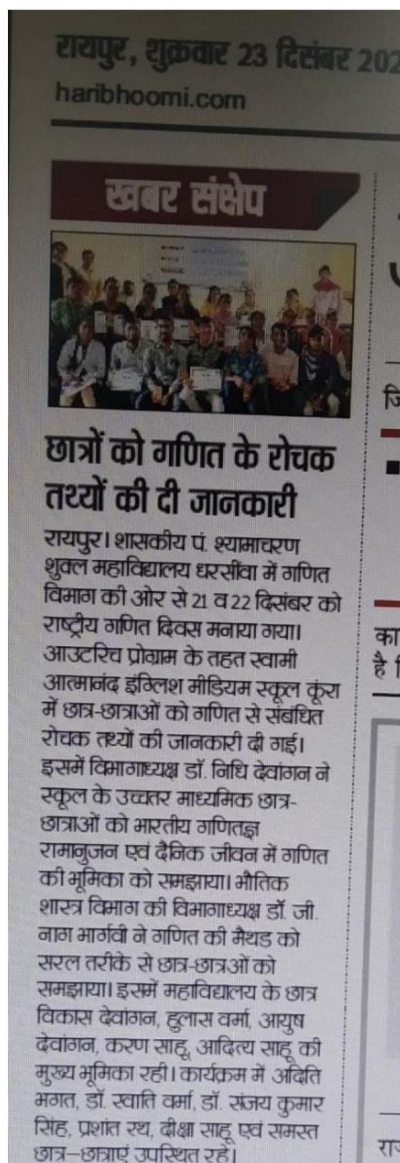 रायपुर, शुक्रवार 23 दिसंबर 202
haribhoomi.com
खबर संक्षेप
छात्रों को गणित के रोचक
तथ्यों की दी जानकारी
रायपुर। शासकीय पं. श्यामाचरण
शुक्ल महाविद्यालय धरसींवा में गणित
विभाग की ओर से 21 व 22 दिसंबर को
राष्ट्रीय गणित दिवस मनाया गया।
आउटरिच प्रोग्राम के तहत स्वामी
आत्मानंद इंग्लिश मीडियम स्कूल कूंरा
में छात्र-छात्राओं को गणित से संबंधित
रोचक तथ्यों की जानकारी दी गई।
इसमें विभागाध्यक्ष डॉ. निधि देवांगन ने
स्कूल के उच्चतर माध्यमिक छात्र-
छात्राओं को भारतीय गणितज्ञ
रामानुजन एवं दैनिक जीवन में गणित
की भूमिका को समझाया। भौतिक
शास्त्र विभाग की विभागाध्यक्ष डॉ. जी.
नाग भार्गवी ने गणित की मैथड को
सरल तरीके से छात्र-छात्रओं को
समझाया। इसमें महाविद्यालय के छात्र
विकास देवांगन, हुलास वर्मा, आयुष
देवांगन, करण साहू, आदित्य साहू की
मुख्य भूमिका रही। कार्यक्रम में अदिति
भगत, डॉ. स्वाति वर्मा, डॉ. संजय कुमार
सिंह, प्रशांत रथ, दीक्षा साहू एवं समस्त
छात्र-छात्राएं उपस्थित रहे।
जि
का
है
राज